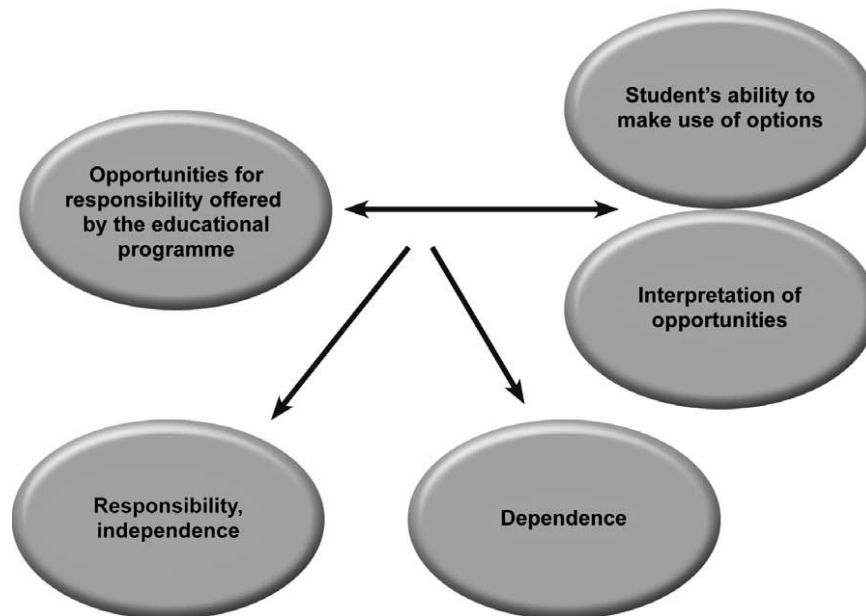 Student's ability to
make use of options
Opportunities for
responsibility offered
by the educational
programme
Interpretation of
opportunities
Responsibility,
independence
Dependence